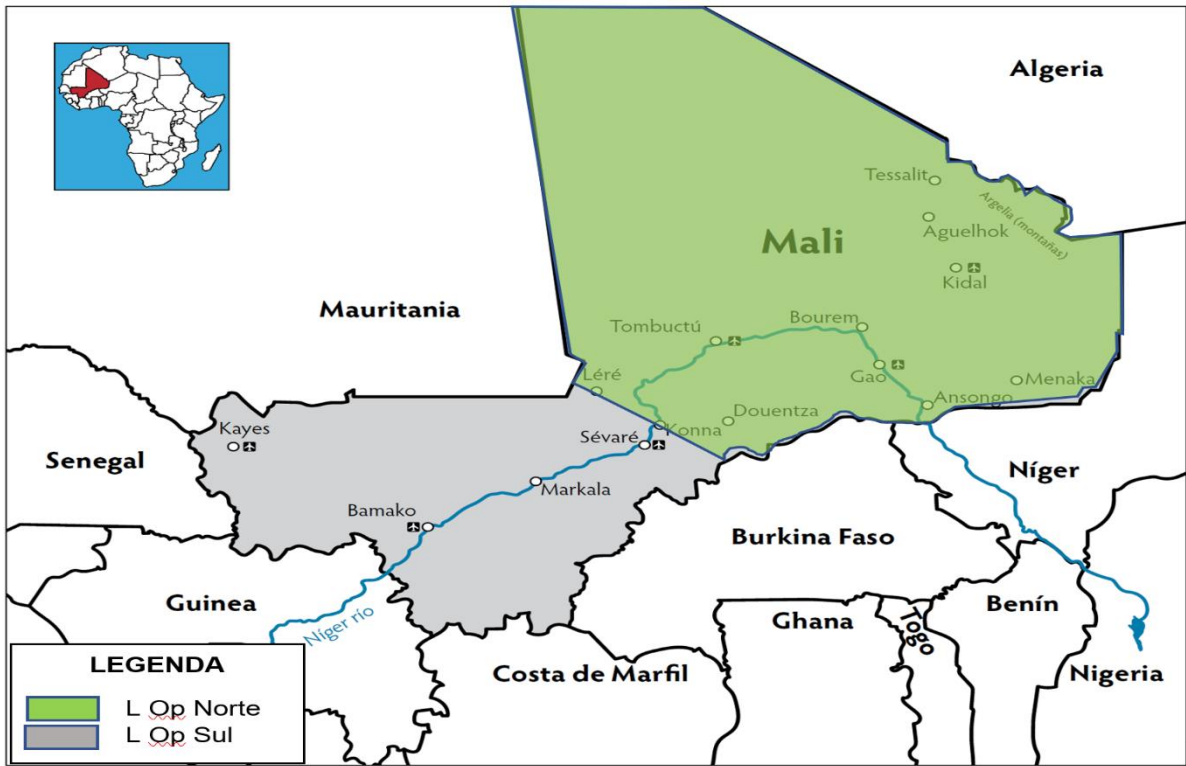 Algeria
Tessalit
Argelia (montañas)
Aguelhok
Mali
Kidal
Mauritania
Bourem
Tombuctú
Gao
Menaka
Léré
Ansongo
Douentza
Kayes
Konna
Sévaré
Senegal
Níger
Markala
Bamako
Burkina Faso
Guinea
Níger río
Ghana
Togo
Benín
Costa de Marfil
Nigeria
LEGENDA
L Op Norte
L Op Sul